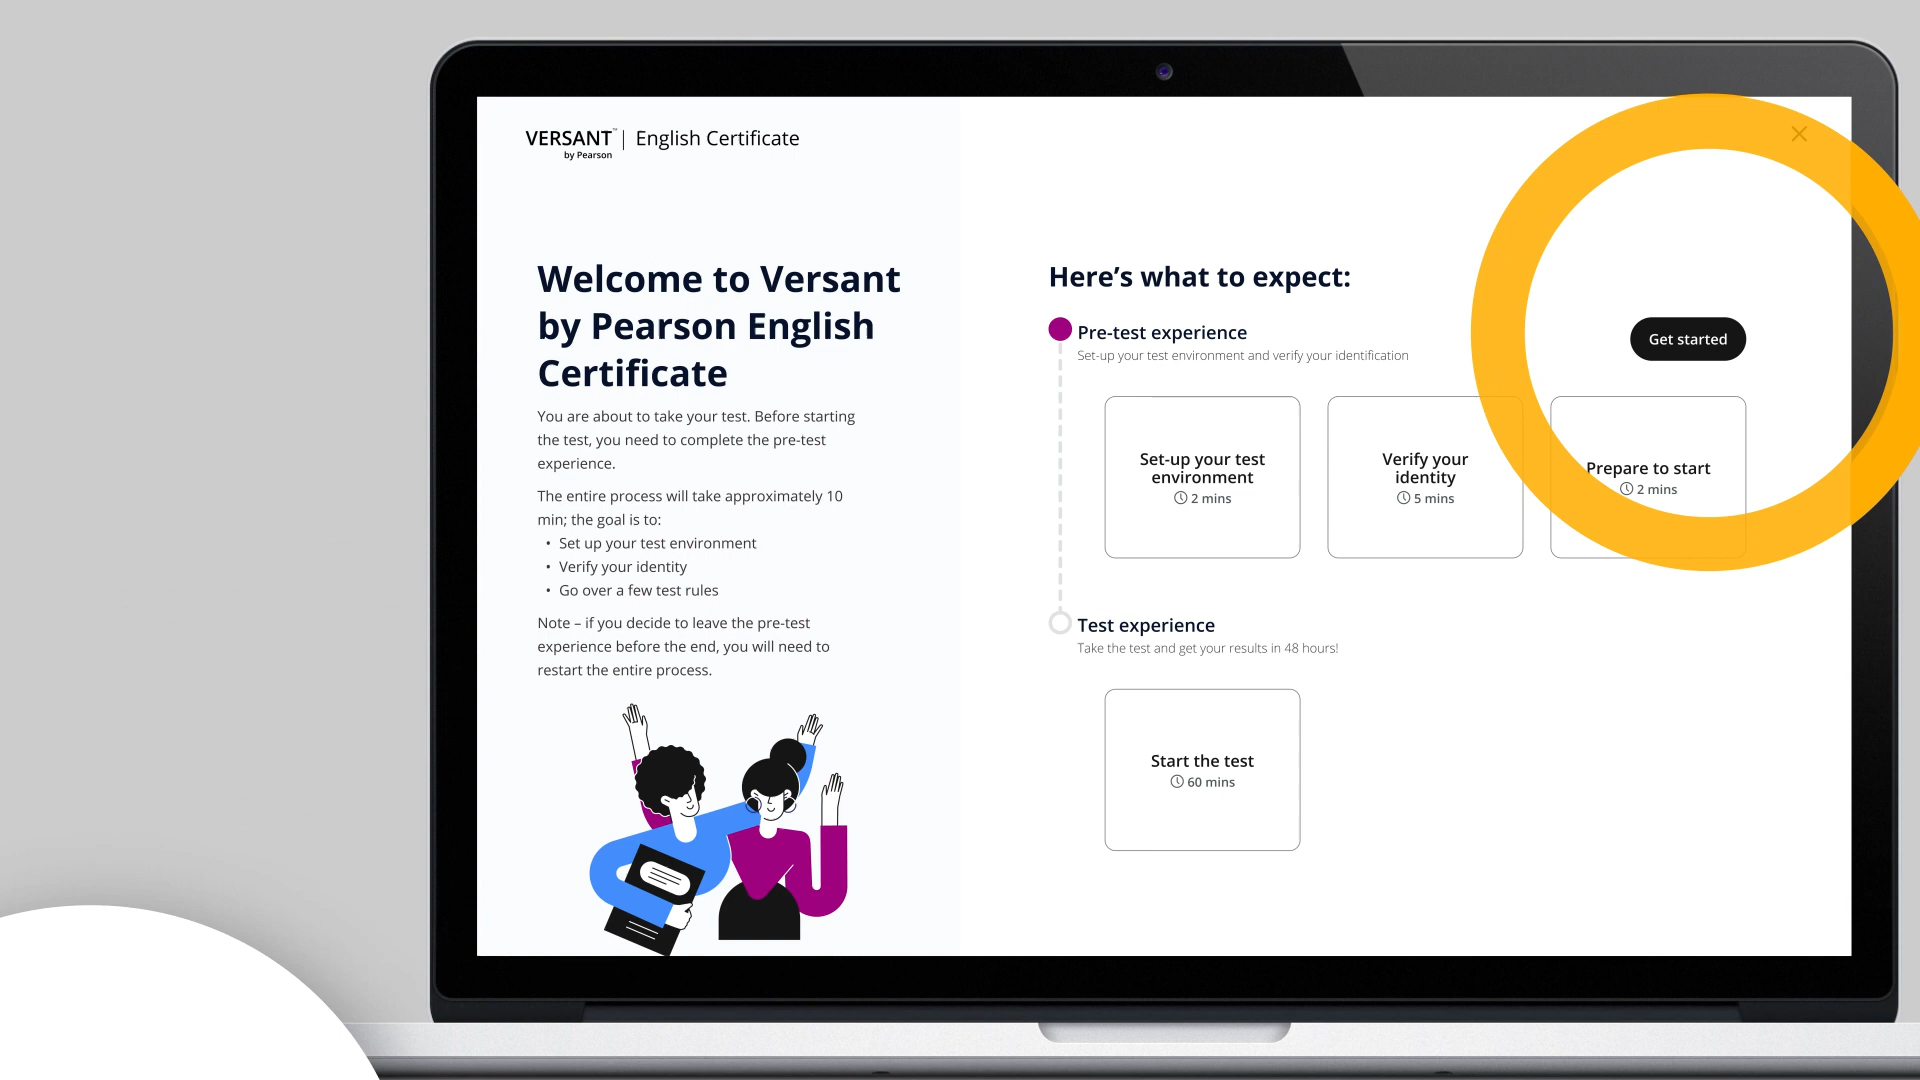 VERSANT™ | English Certificate
by Pearson
Welcome to Versant
by Pearson English
Certificate
You are about to take your test. Before starting
the test, you need to complete the pre-test
experience.
The entire process will take approximately 10
min; the goal is to:
• Set up your test environment
• Verify your identity
• Go over a few test rules
Note – if you decide to leave the pre-test
experience before the end, you will need to
restart the entire process.
Here’s what to expect:
Pre-test experience
Set-up your test environment and verify your identification
Get started
Set-up your test
environment
2 mins
Verify your
identity
5 mins
Prepare to start
2 mins
Test experience
Take the test and get your results in 48 hours!
Start the test
60 mins